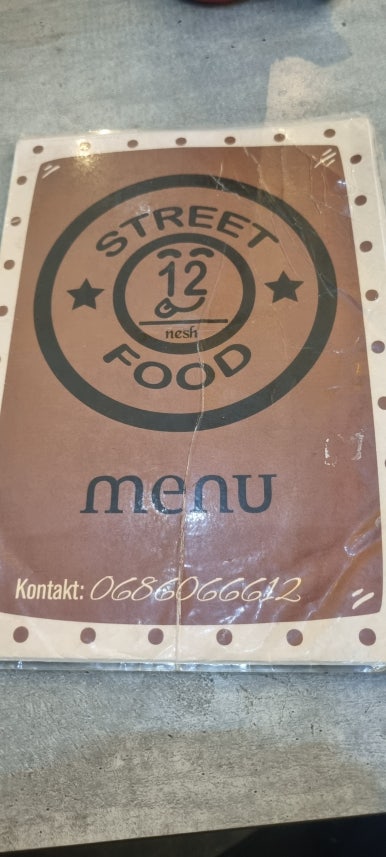 STREET
12
nesh
FOOD
menu
Kontakt: 0686066612